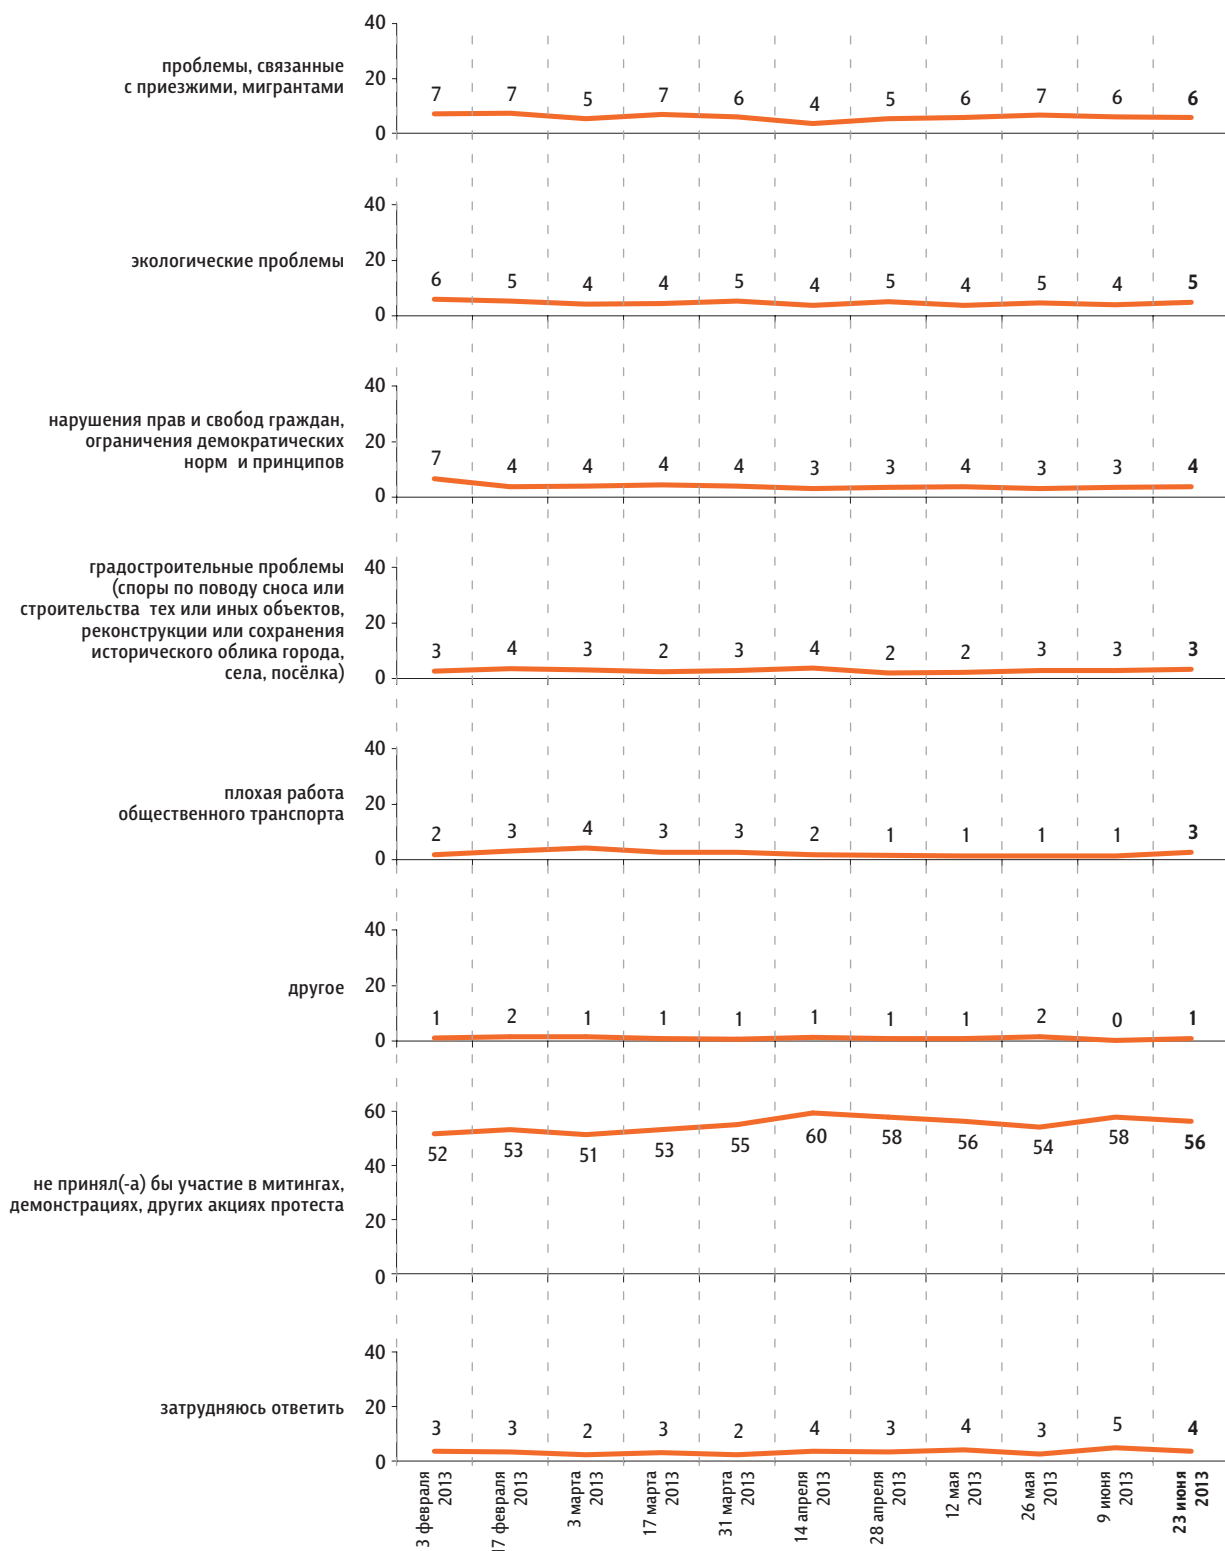 40
20
0
проблемы, связанные
с приезжими, мигрантами
7 7 5 7 6 4 5 6 7 6 6
40
20
0
экологические проблемы
6 5 4 4 5 4 5 4 5 4 5
40
20
0
нарушения прав и свобод граждан,
ограничения демократических
норм и принципов
7 4 4 4 4 3 3 4 3 3 4
40
20
0
градостроительные проблемы
(споры по поводу сноса или
строительства тех или иных объектов,
реконструкции или сохранения
исторического облика города,
села, посёлка)
3 4 3 2 3 4 2 2 3 3 3
40
20
0
плохая работа
общественного транспорта
2 3 4 3 3 2 1 1 1 1 3
40
20
0
другое
1 2 1 1 1 1 1 1 2 0 1
60
40
20
0
не принял(-а) бы участие в митингах,
демонстрациях, других акциях протеста
52 53 51 53 55 60 58 56 54 58 56
40
20
0
затрудняюсь ответить
3 3 2 3 2 4 3 4 3 5 4
3 февраля
2013
17 февраля
2013
3 марта
2013
17 марта
2013
31 марта
2013
14 апреля
2013
28 апреля
2013
12 мая
2013
26 мая
2013
9 июня
2013
23 июня
2013